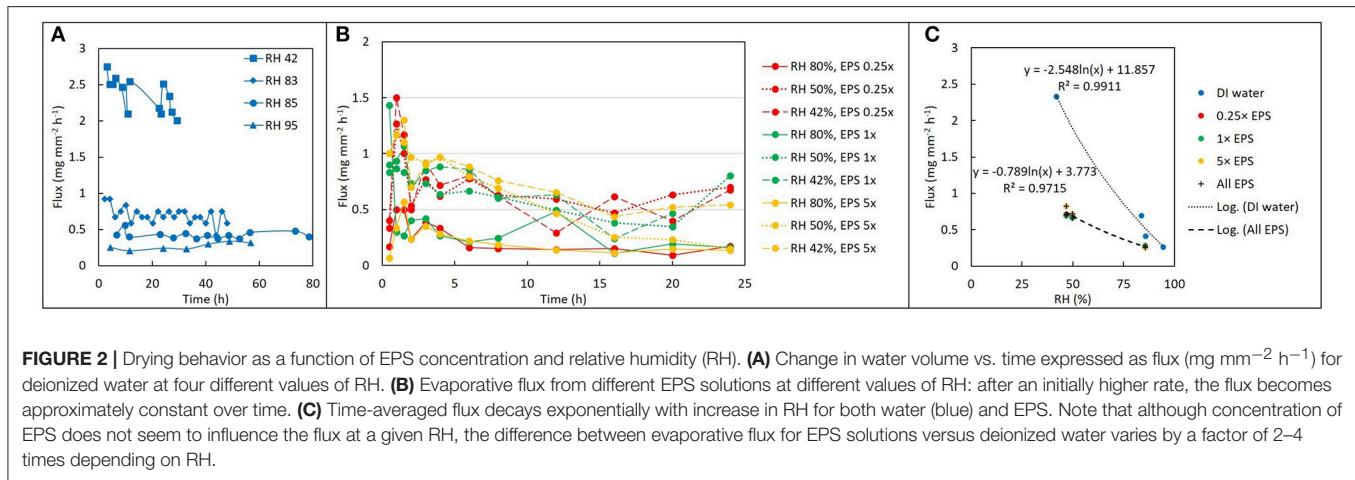 A
3
2.5
2
1.5
1
0.5
0
0
20
40
60
80
Flux (mg mm⁻² h⁻¹)
Time (h)
RH 42
RH 83
RH 85
RH 95
B
2
1.5
1
0.5
0
0
5
10
15
20
25
Flux (mg mm⁻² h⁻¹)
Time (h)
RH 80%, EPS 0.25x
RH 50%, EPS 0.25x
RH 42%, EPS 0.25x
RH 80%, EPS 1x
RH 50%, EPS 1x
RH 42%, EPS 1x
RH 80%, EPS 5x
RH 50%, EPS 5x
RH 42%, EPS 5x
C
3
2.5
2
1.5
1
0.5
0
0
25
50
75
100
Flux (mg mm⁻² h⁻¹)
RH (%)
y = -2.548ln(x) + 11.857
R² = 0.9911
y = -0.789ln(x) + 3.773
R² = 0.9715
DI water
0.25× EPS
1× EPS
5× EPS
All EPS
Log. (DI water)
Log. (All EPS)
FIGURE 2 | Drying behavior as a function of EPS concentration and relative humidity (RH). (A) Change in water volume vs. time expressed as flux (mg mm⁻² h⁻¹) for
deionized water at four different values of RH. (B) Evaporative flux from different EPS solutions at different values of RH: after an initially higher rate, the flux becomes
approximately constant over time. (C) Time-averaged flux decays exponentially with increase in RH for both water (blue) and EPS. Note that although concentration of
EPS does not seem to influence the flux at a given RH, the difference between evaporative flux for EPS solutions versus deionized water varies by a factor of 2–4
times depending on RH.